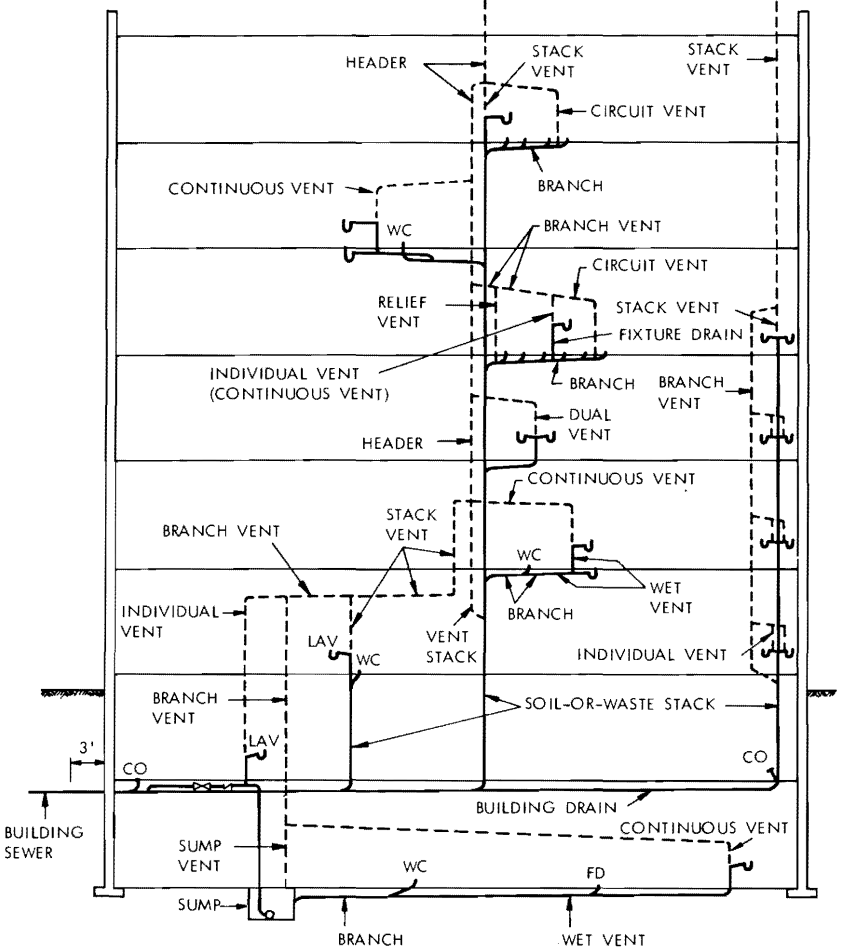 HEADER
STACK
VENT
STACK
VENT
CIRCUIT VENT
BRANCH
CONTINUOUS VENT
WC
BRANCH VENT
CIRCUIT VENT
RELIEF
VENT
STACK VENT
FIXTURE DRAIN
INDIVIDUAL VENT
(CONTINUOUS VENT)
BRANCH
BRANCH
VENT
DUAL
VENT
HEADER
CONTINUOUS VENT
STACK
VENT
BRANCH VENT
WC
WET
VENT
BRANCH
INDIVIDUAL
VENT
VENT
STACK
LAV
WC
INDIVIDUAL VENT
BRANCH
VENT
SOIL-OR-WASTE STACK
LAV
3'
CO
CO
BUILDING DRAIN
BUILDING
SEWER
SUMP
VENT
CONTINUOUS VENT
WC
FD
SUMP
BRANCH
WET VENT